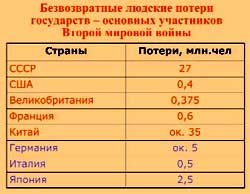 Безвозвратные людские потери
государств – основных участников
Второй мировой войны
Страны Потери, млн.чел
СССР 27
США 0,4
Великобритания 0,375
Франция 0,6
Китай ок. 35
Германия ок. 5
Италия 0,5
Япония 2,5